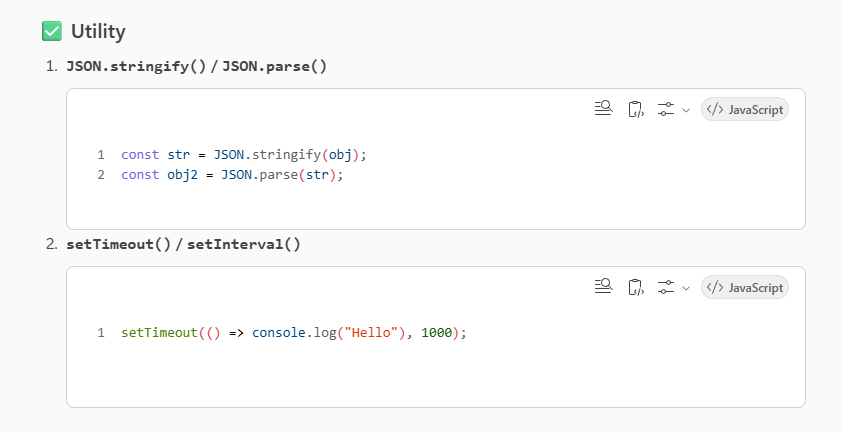 ✅ Utility
1. JSON.stringify() / JSON.parse()
</> JavaScript
1 const str = JSON.stringify(obj);
2 const obj2 = JSON.parse(str);
2. setTimeout() / setInterval()
</> JavaScript
1 setTimeout(() => console.log("Hello"), 1000);